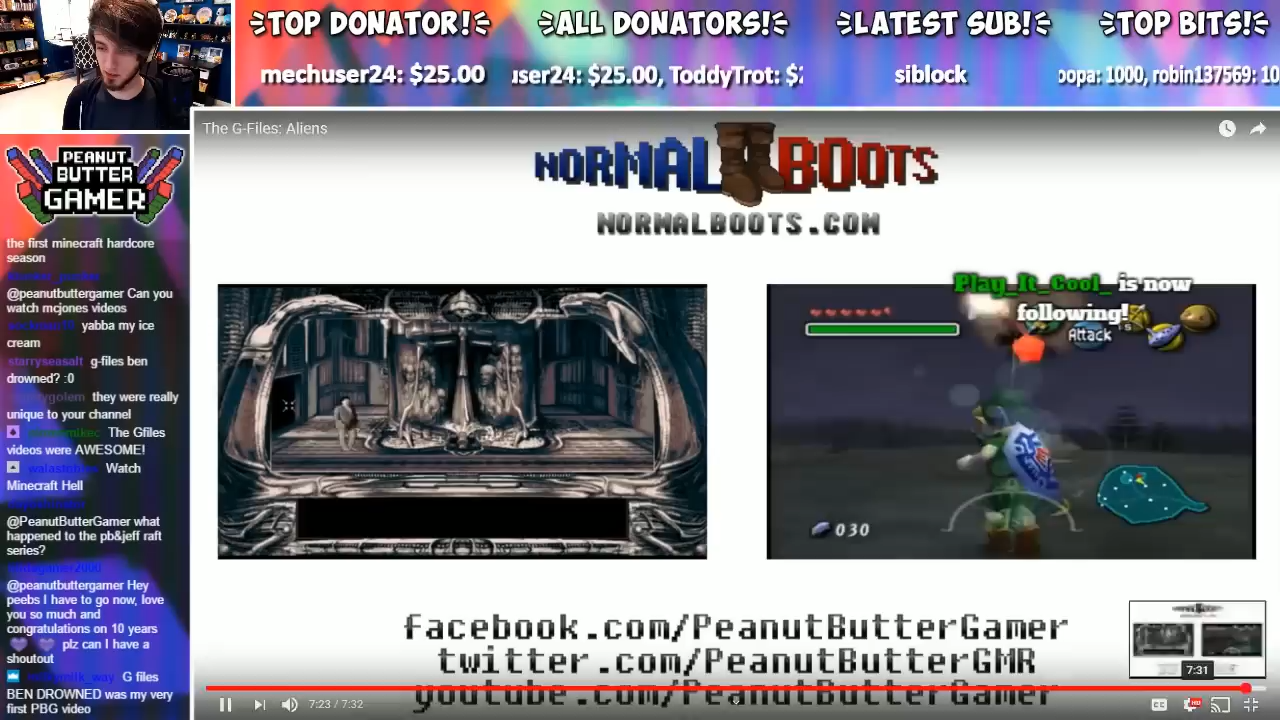 TOP DONATOR!
ALL DONATORS!
LATEST SUB!
TOP BITS!
mechuser24: $25.00
user24: $25.00, ToddyTrot: $
siblock
oopa: 1000, robin137569: 10
PEANUT
BUTTER
GAMER
the first minecraft hardcore
season
@peanutbuttergamer Can you
watch mcjones videos
yabba my ice
cream
starryseasalt g-files ben
drowned? :0
they were really
unique to your channel
The Gfiles
videos were AWESOME!
Watch
Minecraft Hell
@PeanutButterGamer what
happened to the pb&jeff raft
series?
@peanutbuttergamer Hey
peebs I have to go now, love
you so much and
congratulations on 10 years
plz can I have a
shoutout
G files
BEN DROWNED was my very
first PBG video
The G-Files: Aliens
NORMAL BOOTS
NORMALBOOTS.COM
Play_It_Cool_ is now
following!
Attack
030
facebook.com/PeanutButterGamer
twitter.com/PeanutButterGMR
youtube.com/PeanutButterGamer
7:31
7:23 / 7:32
CC
HD